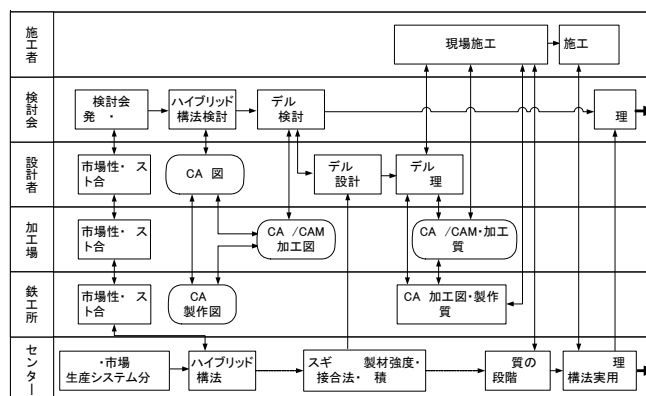 施工者
現場施工
施工
検討会
検討会
発 ・
ハイブリッド
構法検討
デル
検討
理
設計者
市場性・ ス
ト合
CA 図
デル
設計
デル
理
加工場
市場性・ ス
ト合
CA /CAM
加工図
CA /CAM・加工
質
鉄工所
市場性・ ス
ト合
CA
製作図
CA 加工図・製作
質
センター
・市場
生産システム分
ハイブリッド
構法
スギ 製材強度・
接合法・ 積
質の
段階
理
構法実用